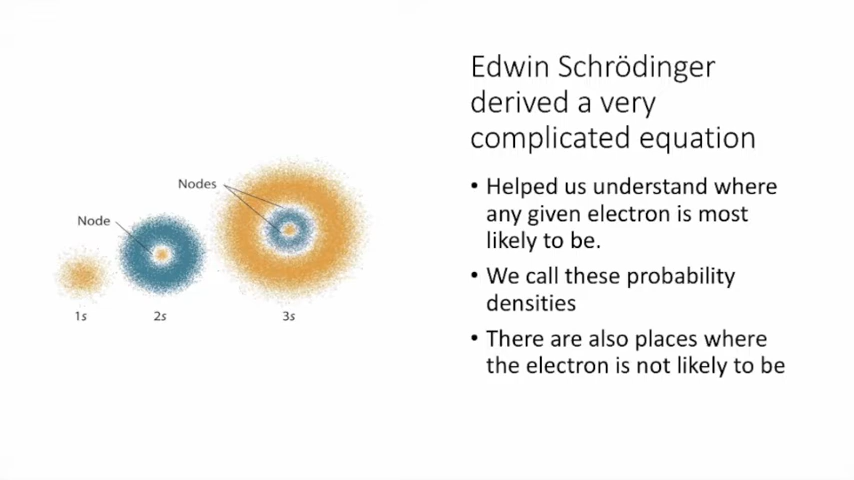 Edwin Schrödinger
derived a very
complicated equation
• Helped us understand where
any given electron is most
likely to be.
• We call these probability
densities
• There are also places where
the electron is not likely to be
Nodes
Node
1s
2s
3s